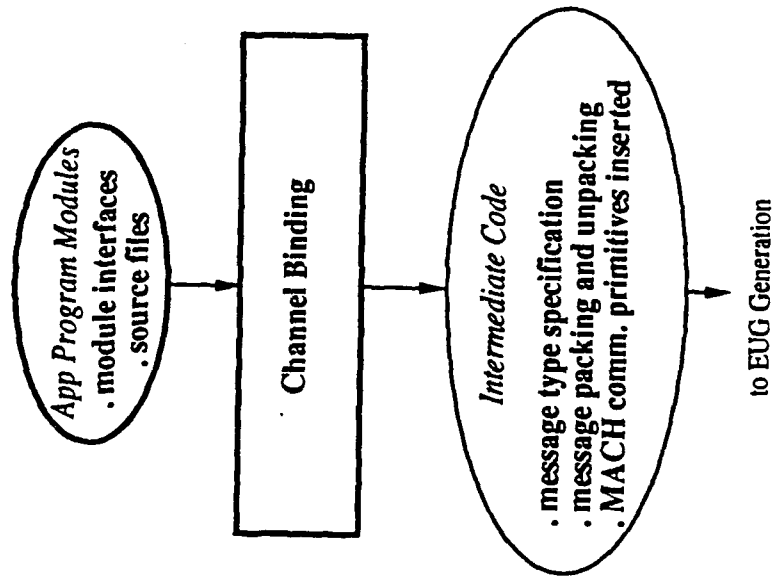 App Program Modules
. module interfaces
. source files
Channel Binding
Intermediate Code
. message type specification
. message packing and unpacking
. MACH comm. primitives inserted
to EUG Generation